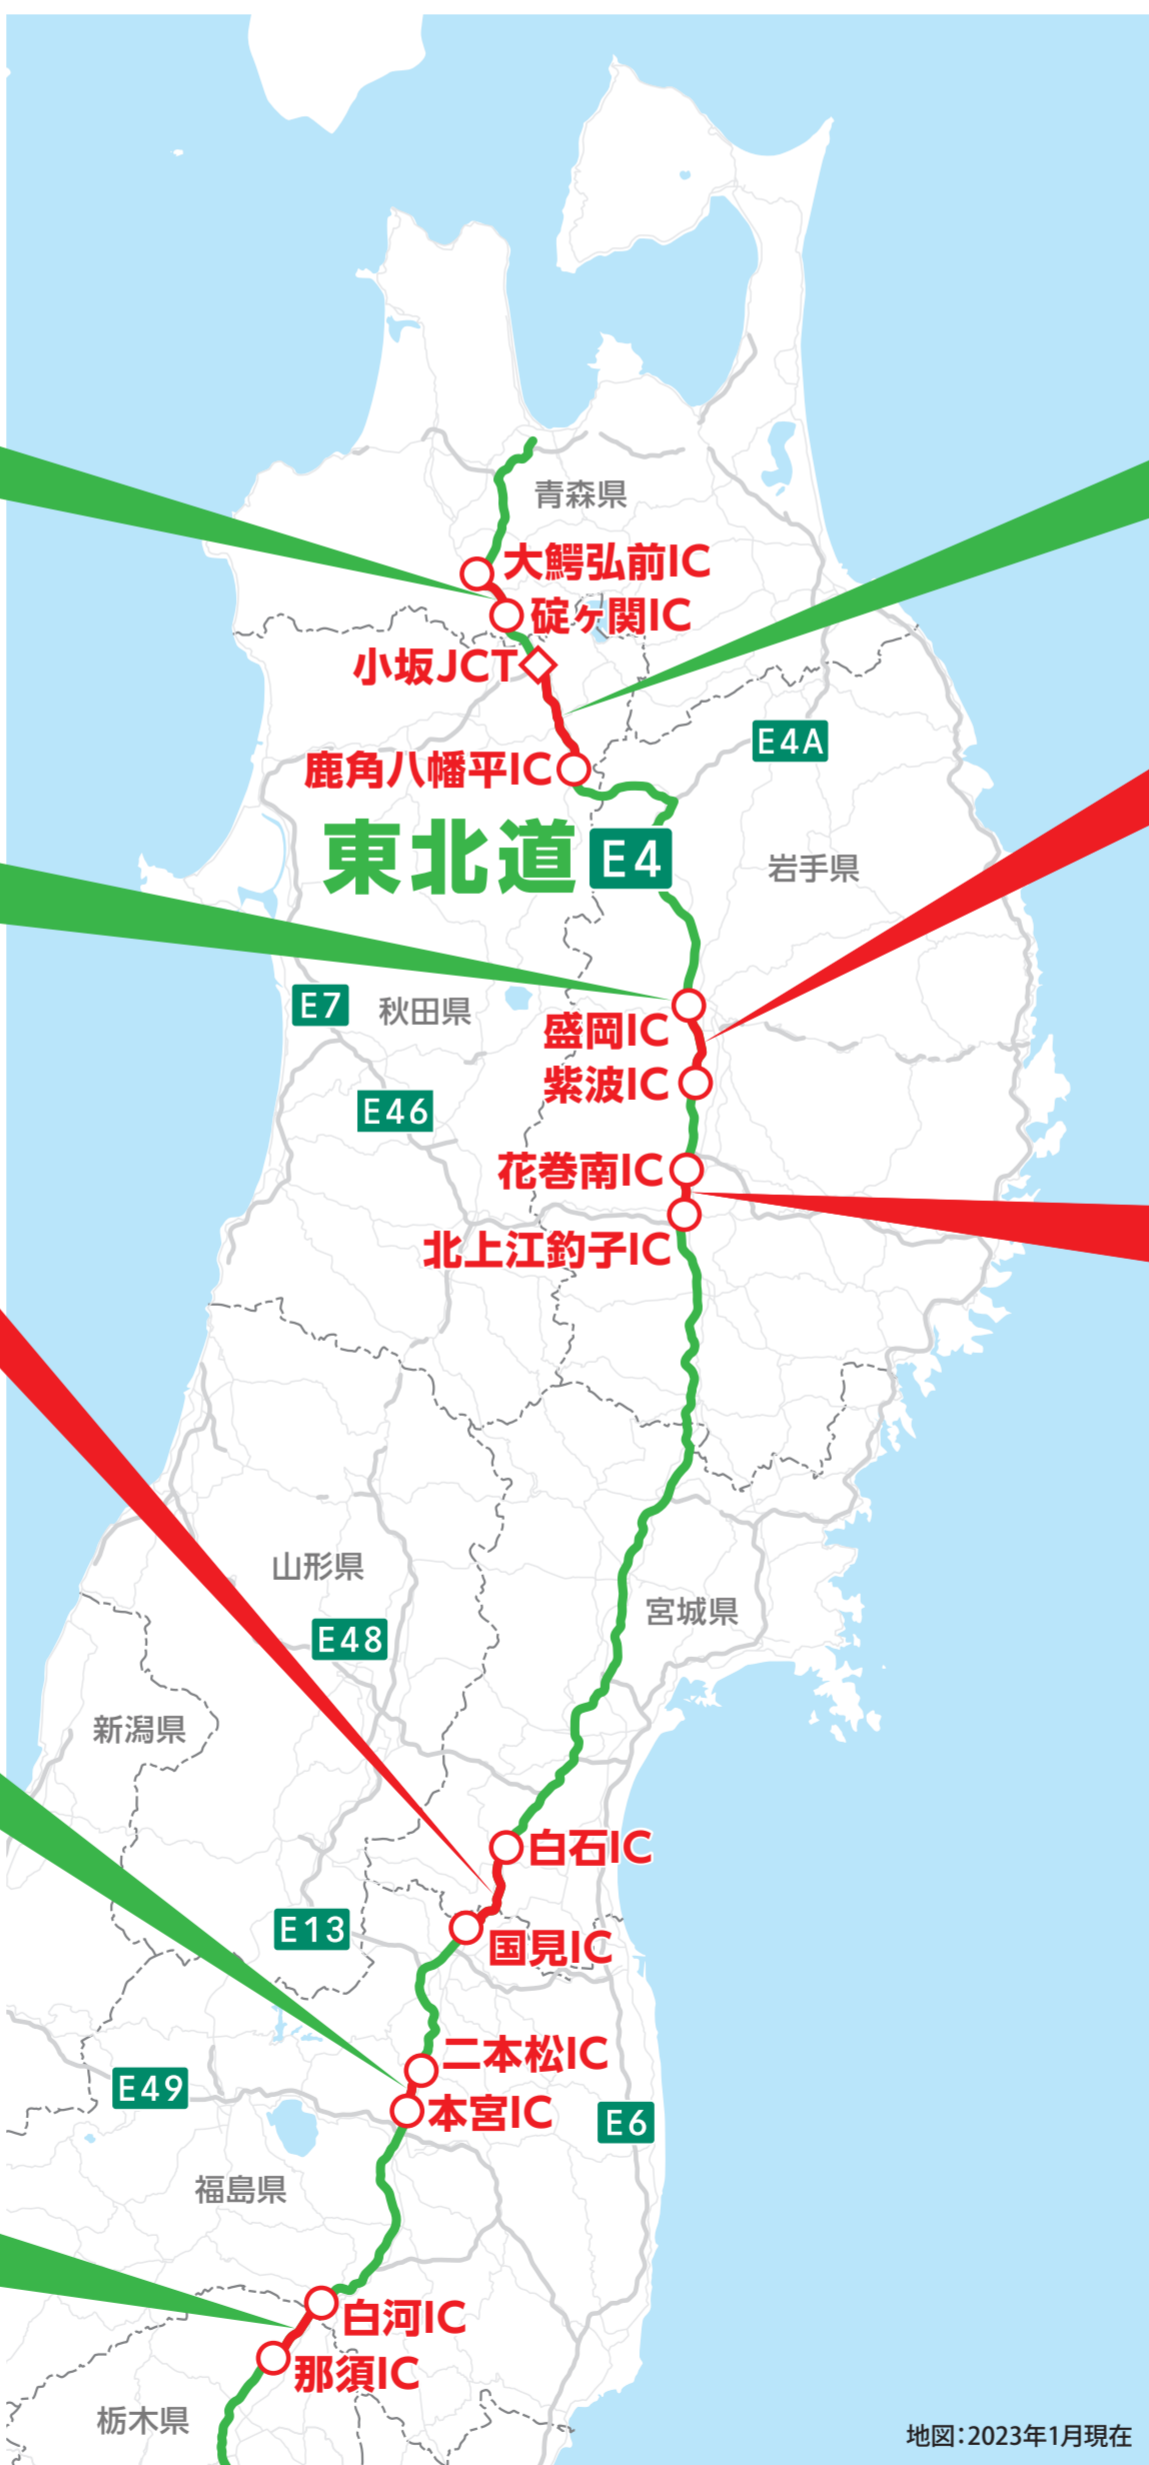 青森県
大鰐弘前IC
碇ヶ関IC
小坂JCT
E4A
鹿角八幡平IC
東北道 E4
岩手県
E7
秋田県
盛岡IC
紫波IC
E46
花巻南IC
北上江釣子IC
山形県
宮城県
E48
新潟県
白石IC
E13
国見IC
二本松IC
E49
本宮IC
E6
福島県
白河IC
那須IC
栃木県
地図:2023年1月現在